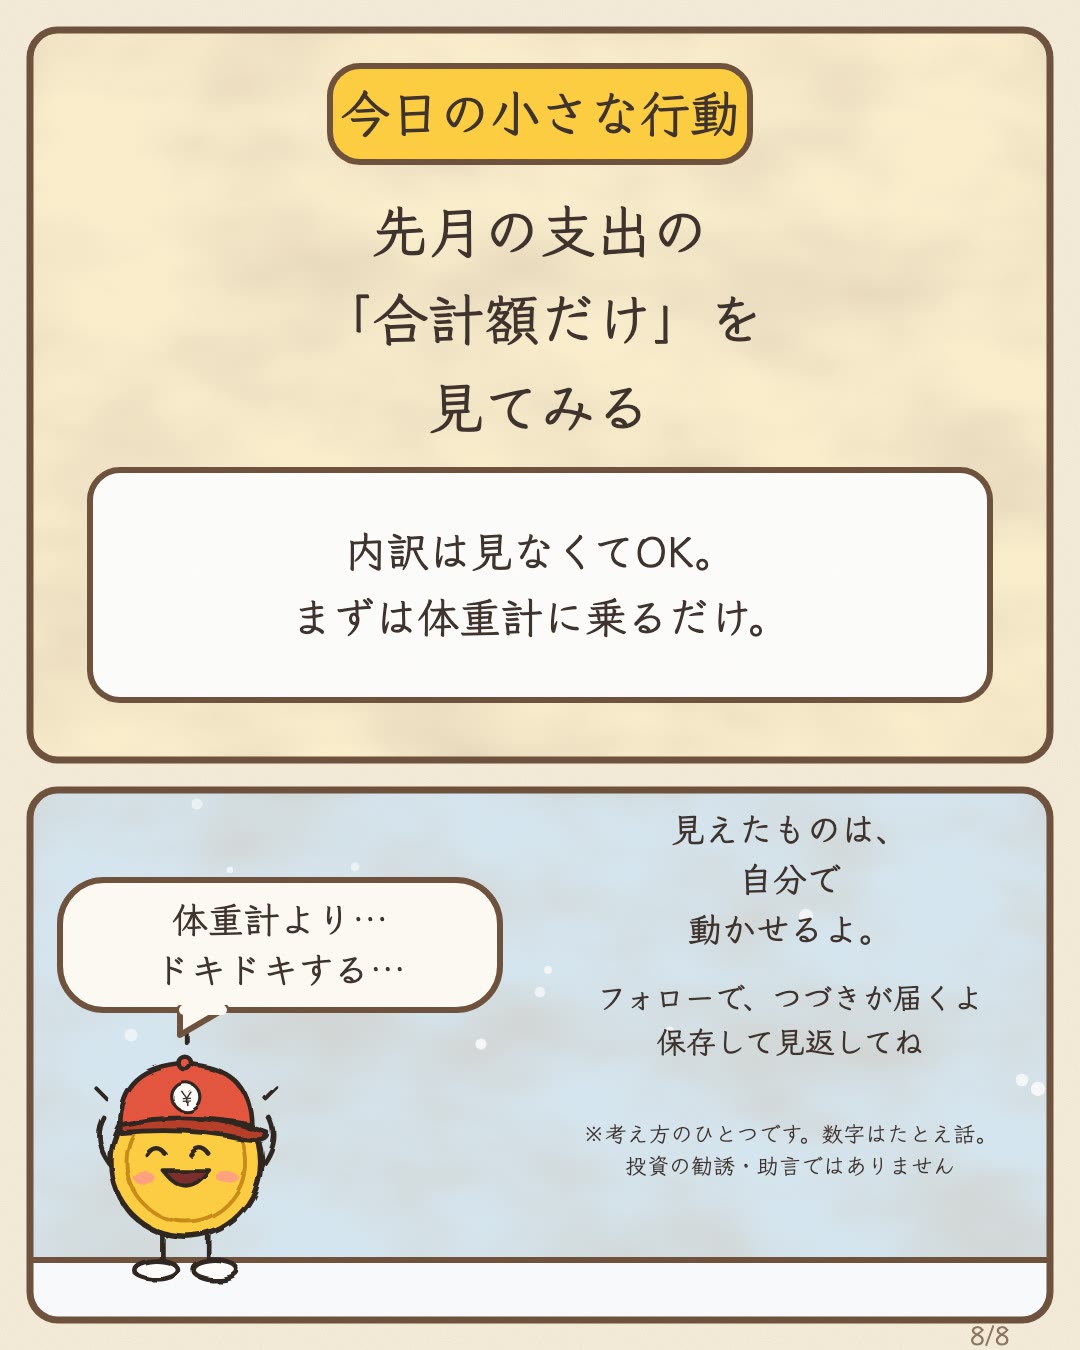 今日の小さな行動
先月の支出の
「合計額だけ」を
見てみる
内訳は見なくてOK。
まずは体重計に乗るだけ。
見えたものは、
自分で
動かせるよ。
体重計より…
ドキドキする…
フォローで、つづきが届くよ
保存して見返してね
¥
※考え方のひとつです。数字はたとえ話。
投資の勧誘・助言ではありません
8/8